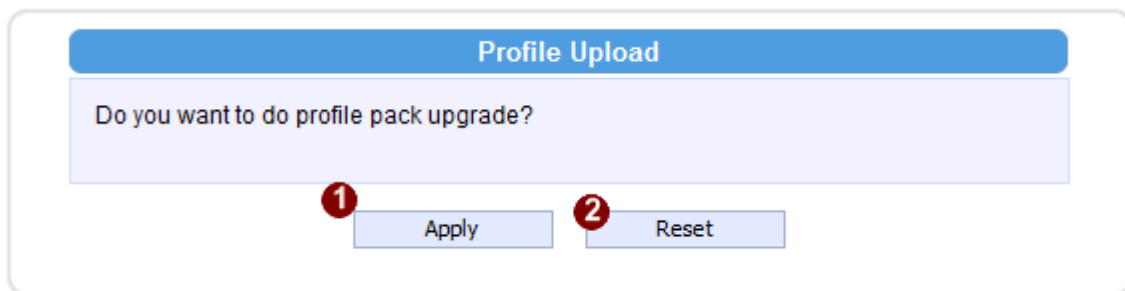 Profile Upload
Do you want to do profile pack upgrade?
1 Apply 2 Reset